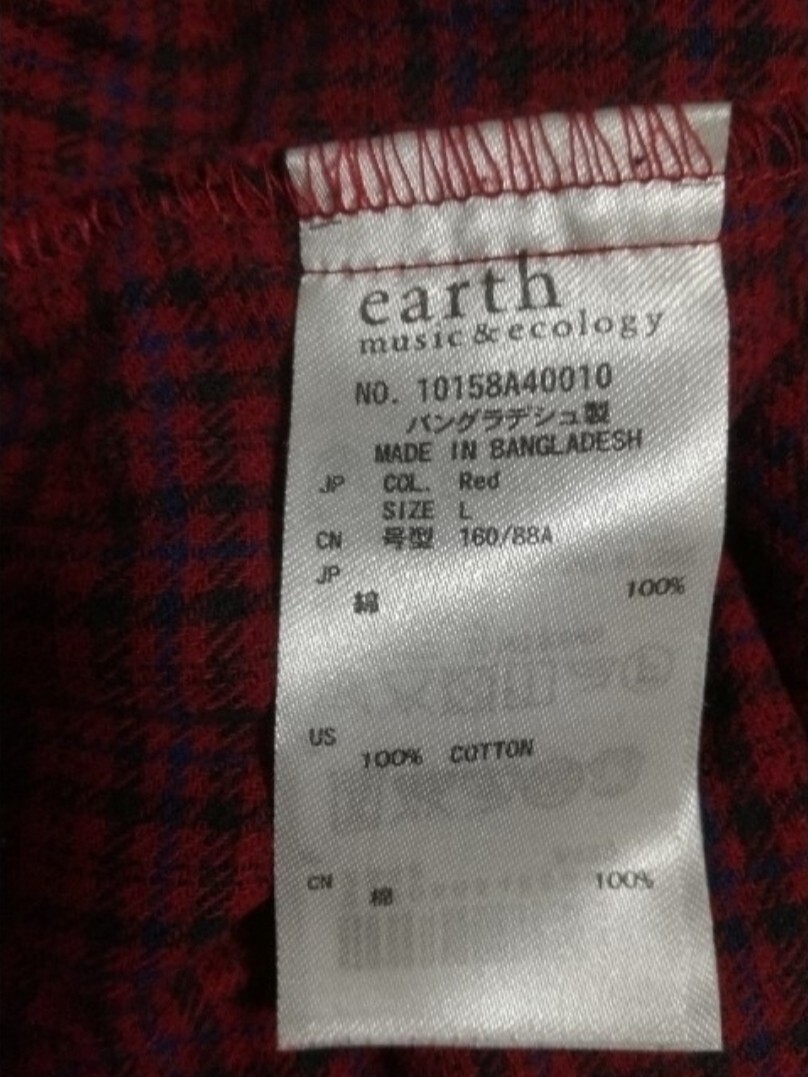 earth
music & ecology
NO. 10158A40010
バングラデシュ製
MADE IN BANGLADESH
JP COL. Red
SIZE L
CN 号型 160/88A
JP
綿 100%
US
100% COTTON
CN 棉 100%